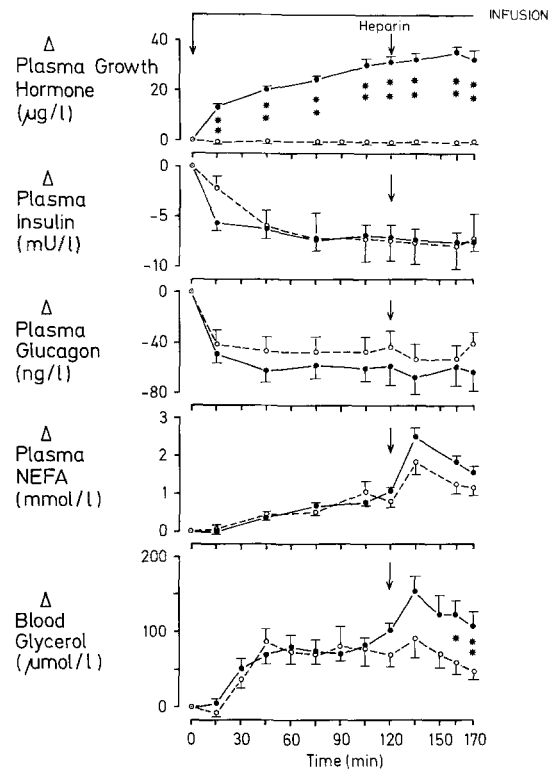 INFUSION
Heparin
Δ
Plasma Growth
Hormone
(μg/l)
40
20
0
Δ
Plasma
Insulin
(mU/l)
0
-5
-10
Δ
Plasma
Glucagon
(ng/l)
0
-40
-80
Δ
Plasma
NEFA
(mmol/l)
3
2
1
0
Δ
Blood
Glycerol
(μmol/l)
200
100
0
0 30 60 90 120 150 170
Time (min)